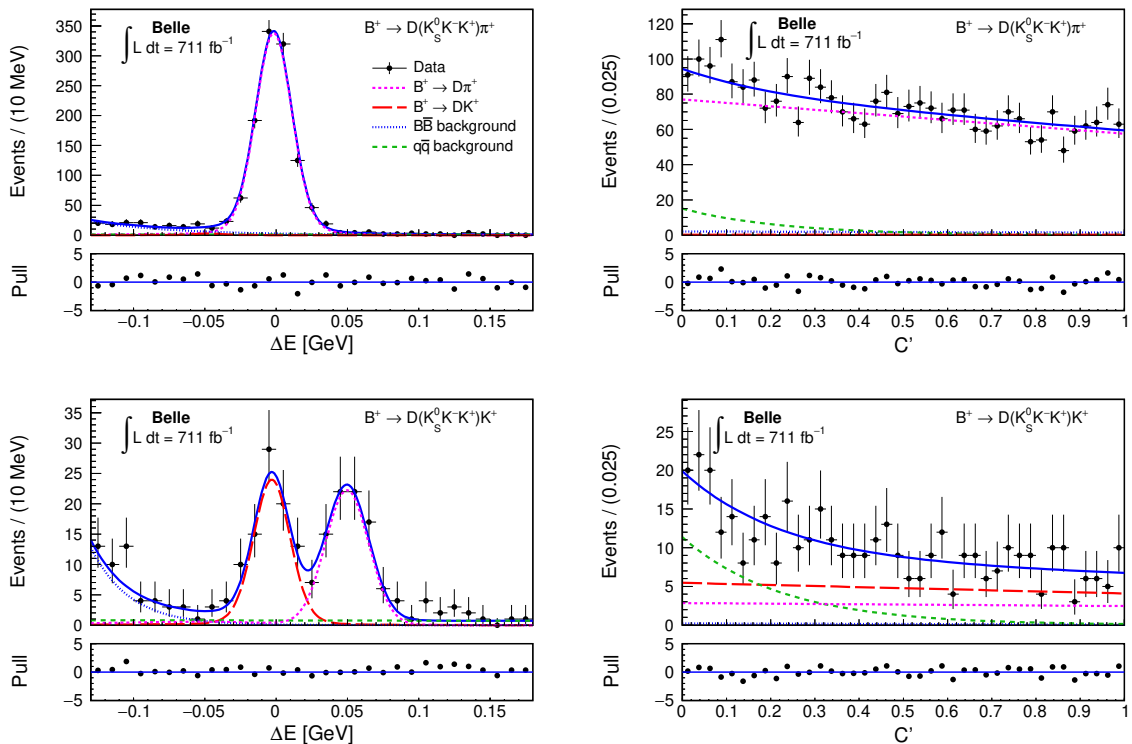 Belle
∫ L dt = 711 fb⁻¹
B⁺ → D(K⁰_S K⁻K⁺)π⁺
Data
B⁺ → Dπ⁺
B⁺ → DK⁺
BB̅ background
qq̅ background
Events / (10 MeV)
0
50
100
150
200
250
300
350
Pull
−5
0
5
−0.1
−0.05
0
0.05
0.1
0.15
ΔE [GeV]
Belle
∫ L dt = 711 fb⁻¹
B⁺ → D(K⁰_S K⁻K⁺)π⁺
Events / (0.025)
0
20
40
60
80
100
120
Pull
−5
0
5
0
0.1
0.2
0.3
0.4
0.5
0.6
0.7
0.8
0.9
1
C'
Belle
∫ L dt = 711 fb⁻¹
B⁺ → D(K⁰_S K⁻K⁺)K⁺
Events / (10 MeV)
0
5
10
15
20
25
30
35
Pull
−5
0
5
−0.1
−0.05
0
0.05
0.1
0.15
ΔE [GeV]
Belle
∫ L dt = 711 fb⁻¹
B⁺ → D(K⁰_S K⁻K⁺)K⁺
Events / (0.025)
0
5
10
15
20
25
Pull
−5
0
5
0
0.1
0.2
0.3
0.4
0.5
0.6
0.7
0.8
0.9
1
C'